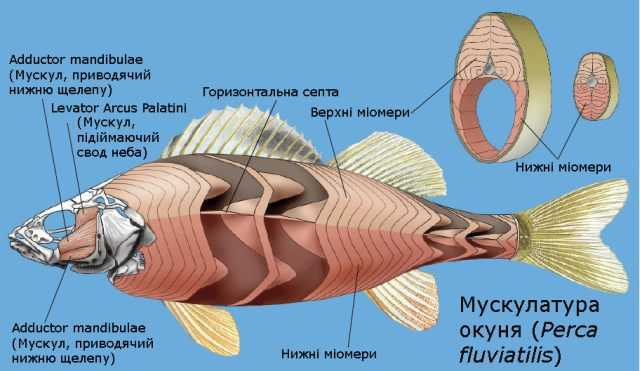 Adductor mandibulae
(Мускул, приводячий
нижню щелепу)
Levator Arcus Palatini
(Мускул,
підіймаючий
свод неба)
Горизонтальна септа
Верхні міомери
Нижні міомери
Adductor mandibulae
(Мускул, приводячий
нижню щелепу)
Нижні міомери
Мускулатура
окуня (Perca
fluviatilis)